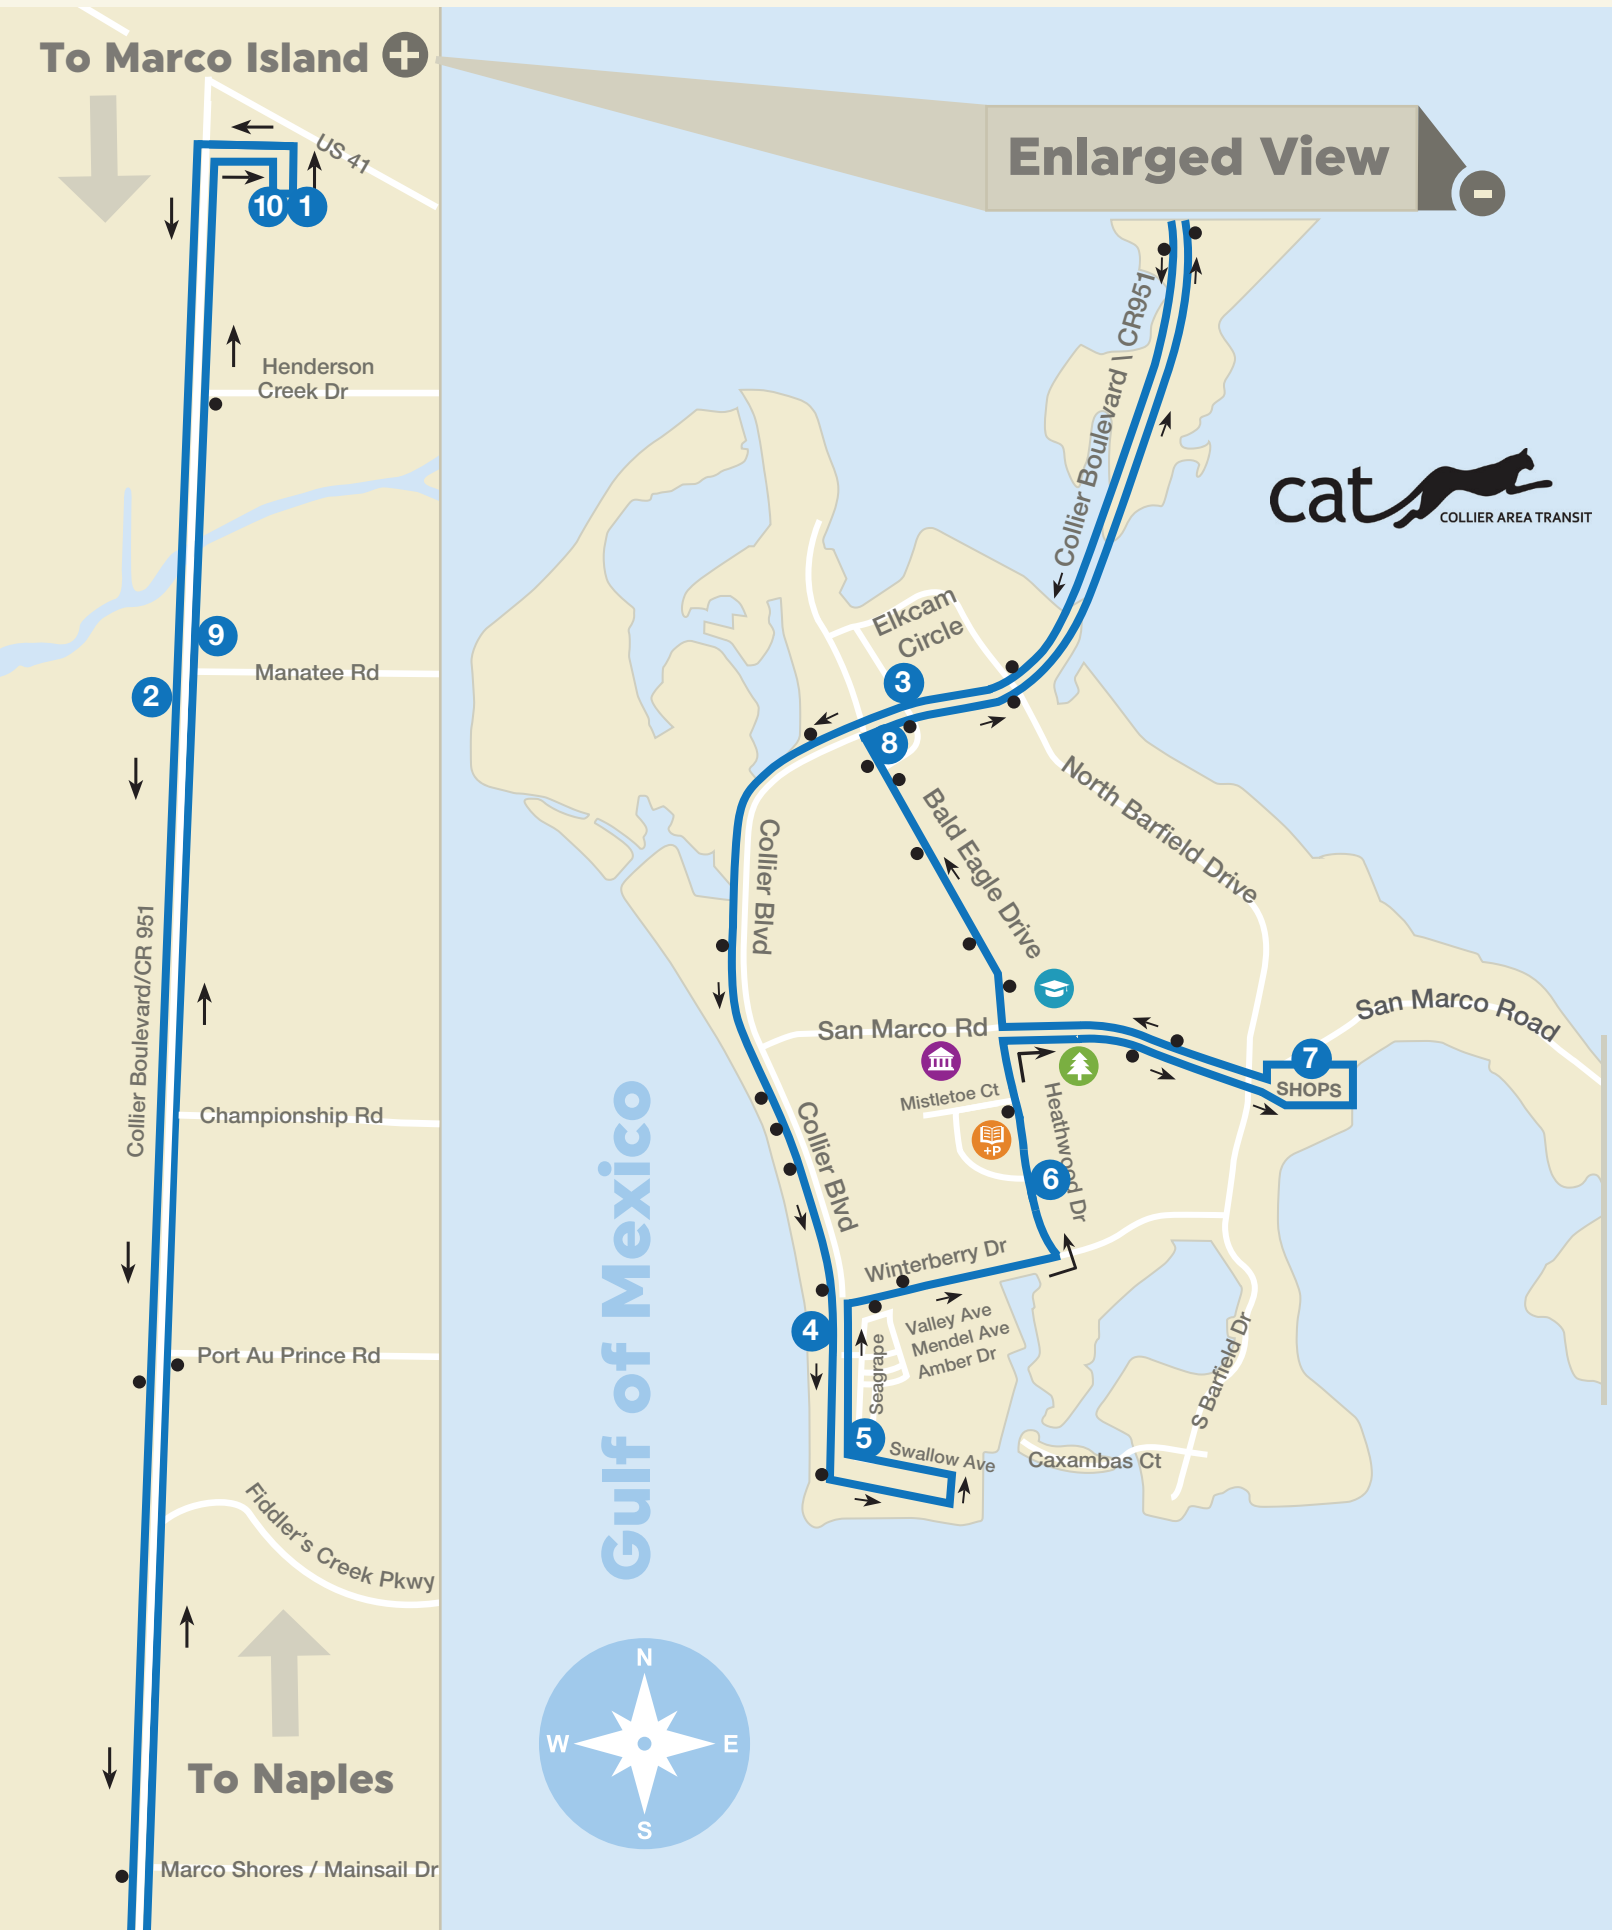 To Marco Island +
US 41
10
1
Henderson
Creek Dr
9
Manatee Rd
2
Collier Boulevard/CR 951
Championship Rd
Port Au Prince Rd
Fiddler's Creek Pkwy
To Naples
Marco Shores / Mainsail Dr
Enlarged View
-
Collier Boulevard | CR951
cat
COLLIER AREA TRANSIT
Elkcam
Circle
3
8
North Barfield Drive
Bald Eagle Drive
Collier Blvd
San Marco Rd
San Marco Road
7
SHOPS
Mistletoe Ct
+P
Heathwood Dr
6
Collier Blvd
Winterberry Dr
4
Valley Ave
Mendel Ave
Amber Dr
Seagrape
5
Swallow Ave
Caxambas Ct
S Barfield Dr
Gulf of Mexico
N
W
E
S